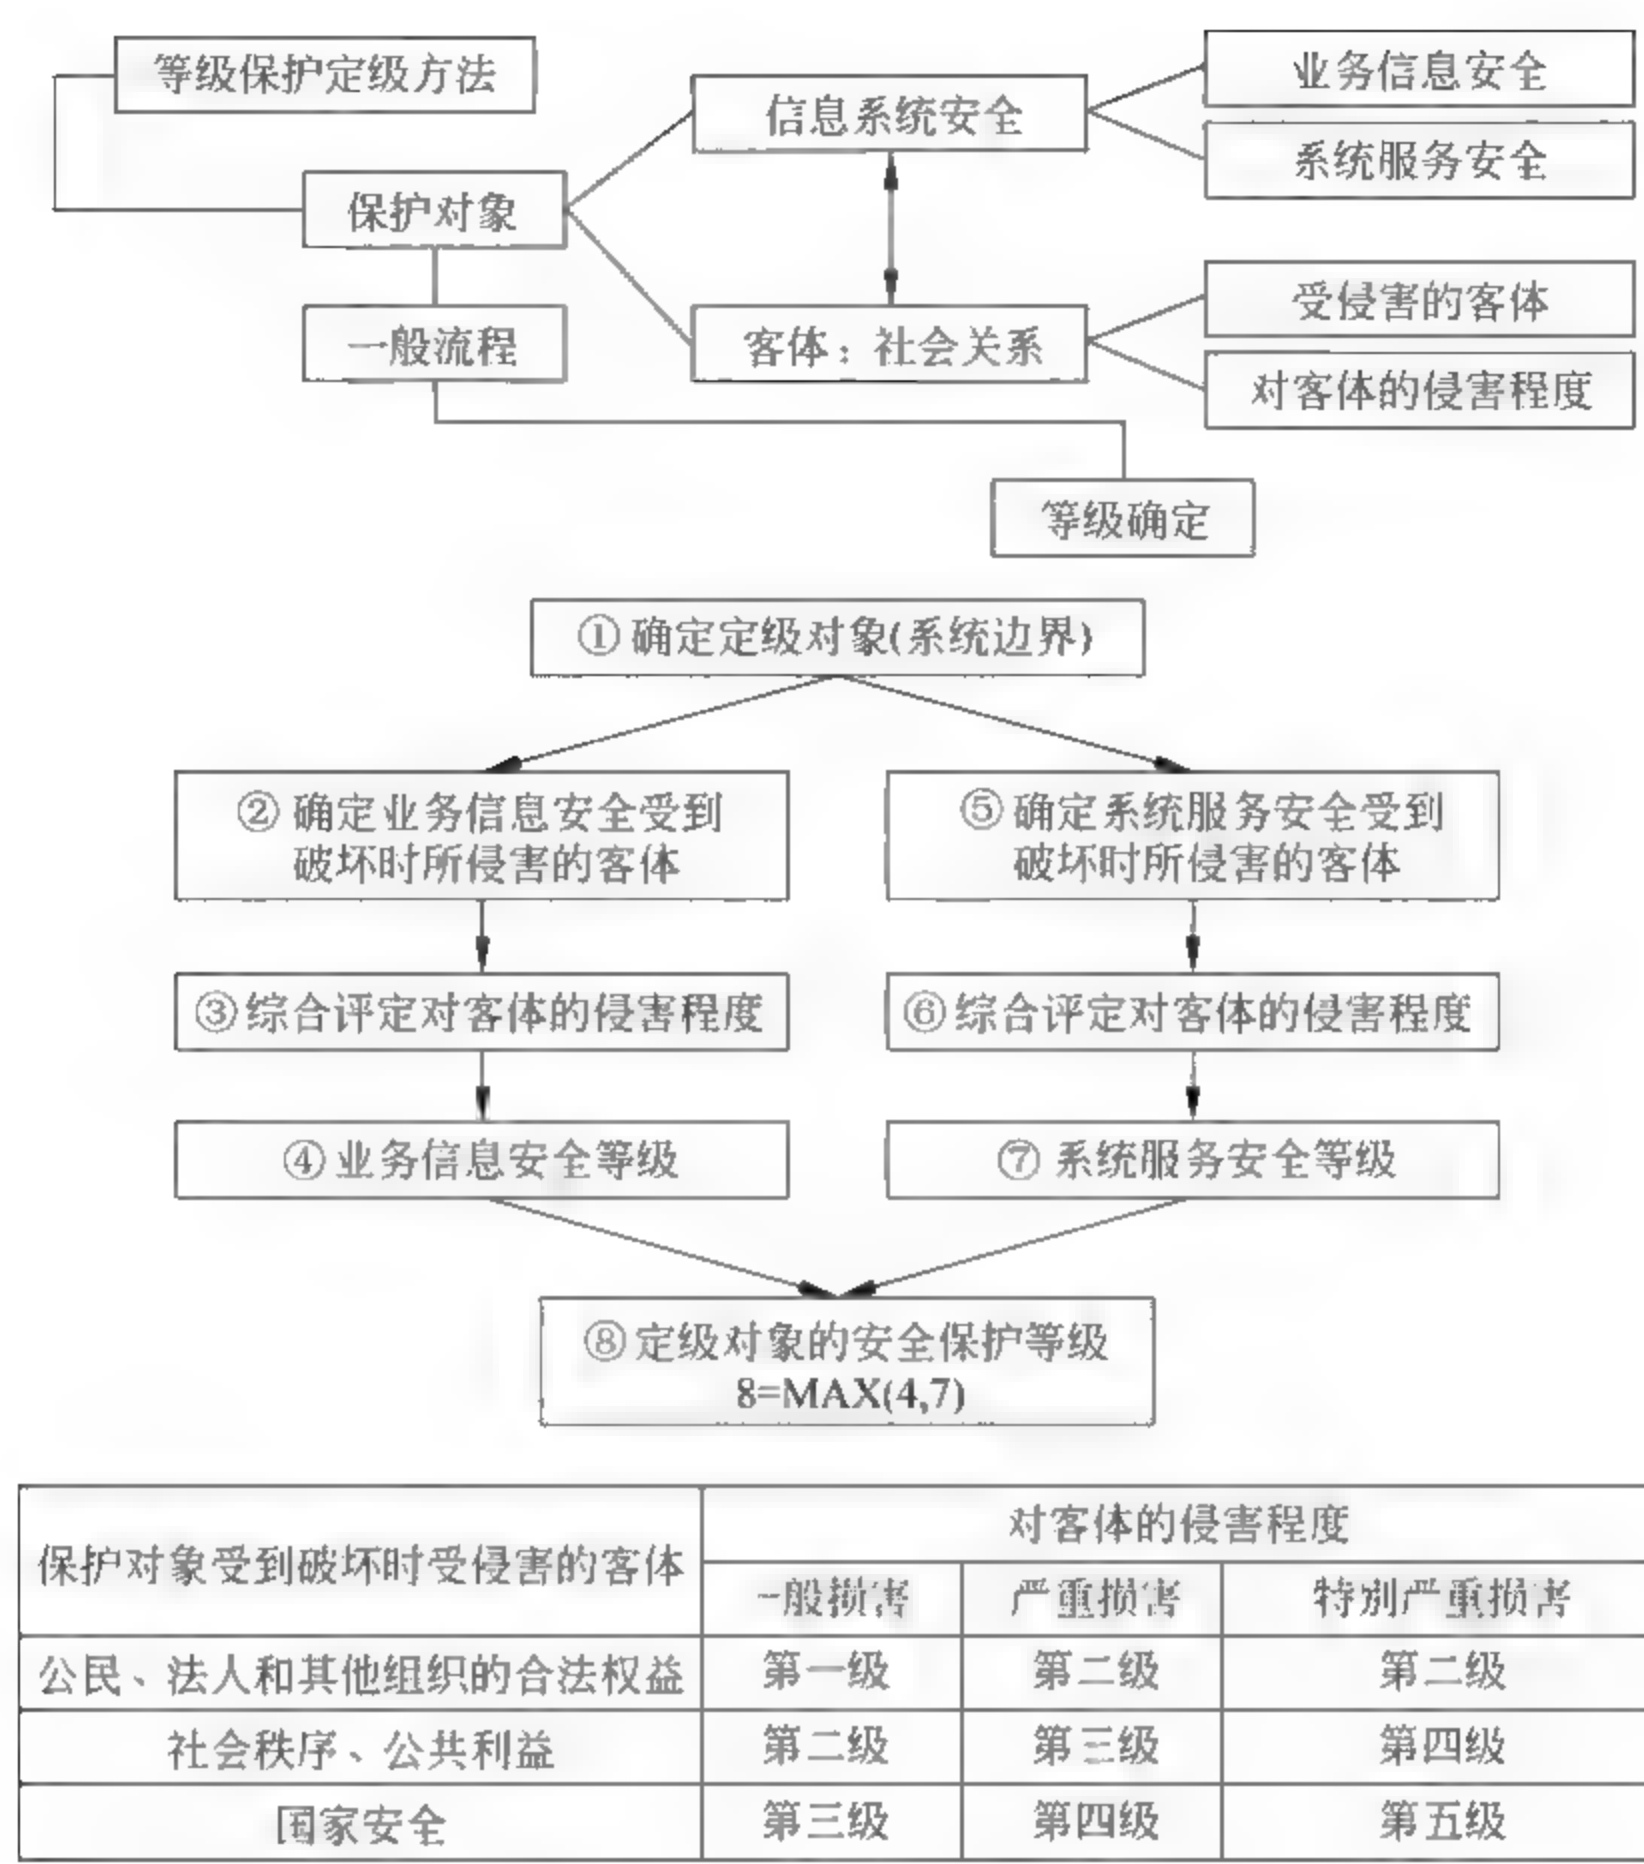 等级保护定级方法
信息系统安全
业务信息安全
系统服务安全
保护对象
受侵害的客体
一般流程
客体：社会关系
对客体的侵害程度
等级确定
①确定定级对象(系统边界)
②确定业务信息安全受到
破坏时所侵害的客体
⑤确定系统服务安全受到
破坏时所侵害的客体
③综合评定对客体的侵害程度
⑥综合评定对客体的侵害程度
④业务信息安全等级
⑦系统服务安全等级
⑧定级对象的安全保护等级
8=MAX(4,7)
保护对象受到破坏时受侵害的客体
对客体的侵害程度
一般损害
严重损害
特别严重损害
公民、法人和其他组织的合法权益
第一级
第二级
第二级
社会秩序、公共利益
第二级
第三级
第四级
国家安全
第三级
第四级
第五级